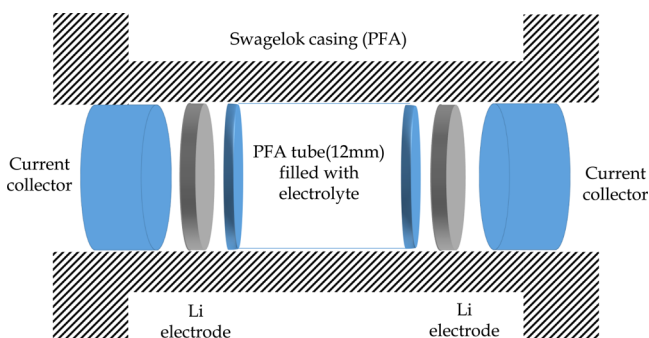 Swagelok casing (PFA)
Current
collector
PFA tube(12mm)
filled with
electrolyte
Current
collector
Li
electrode
Li
electrode